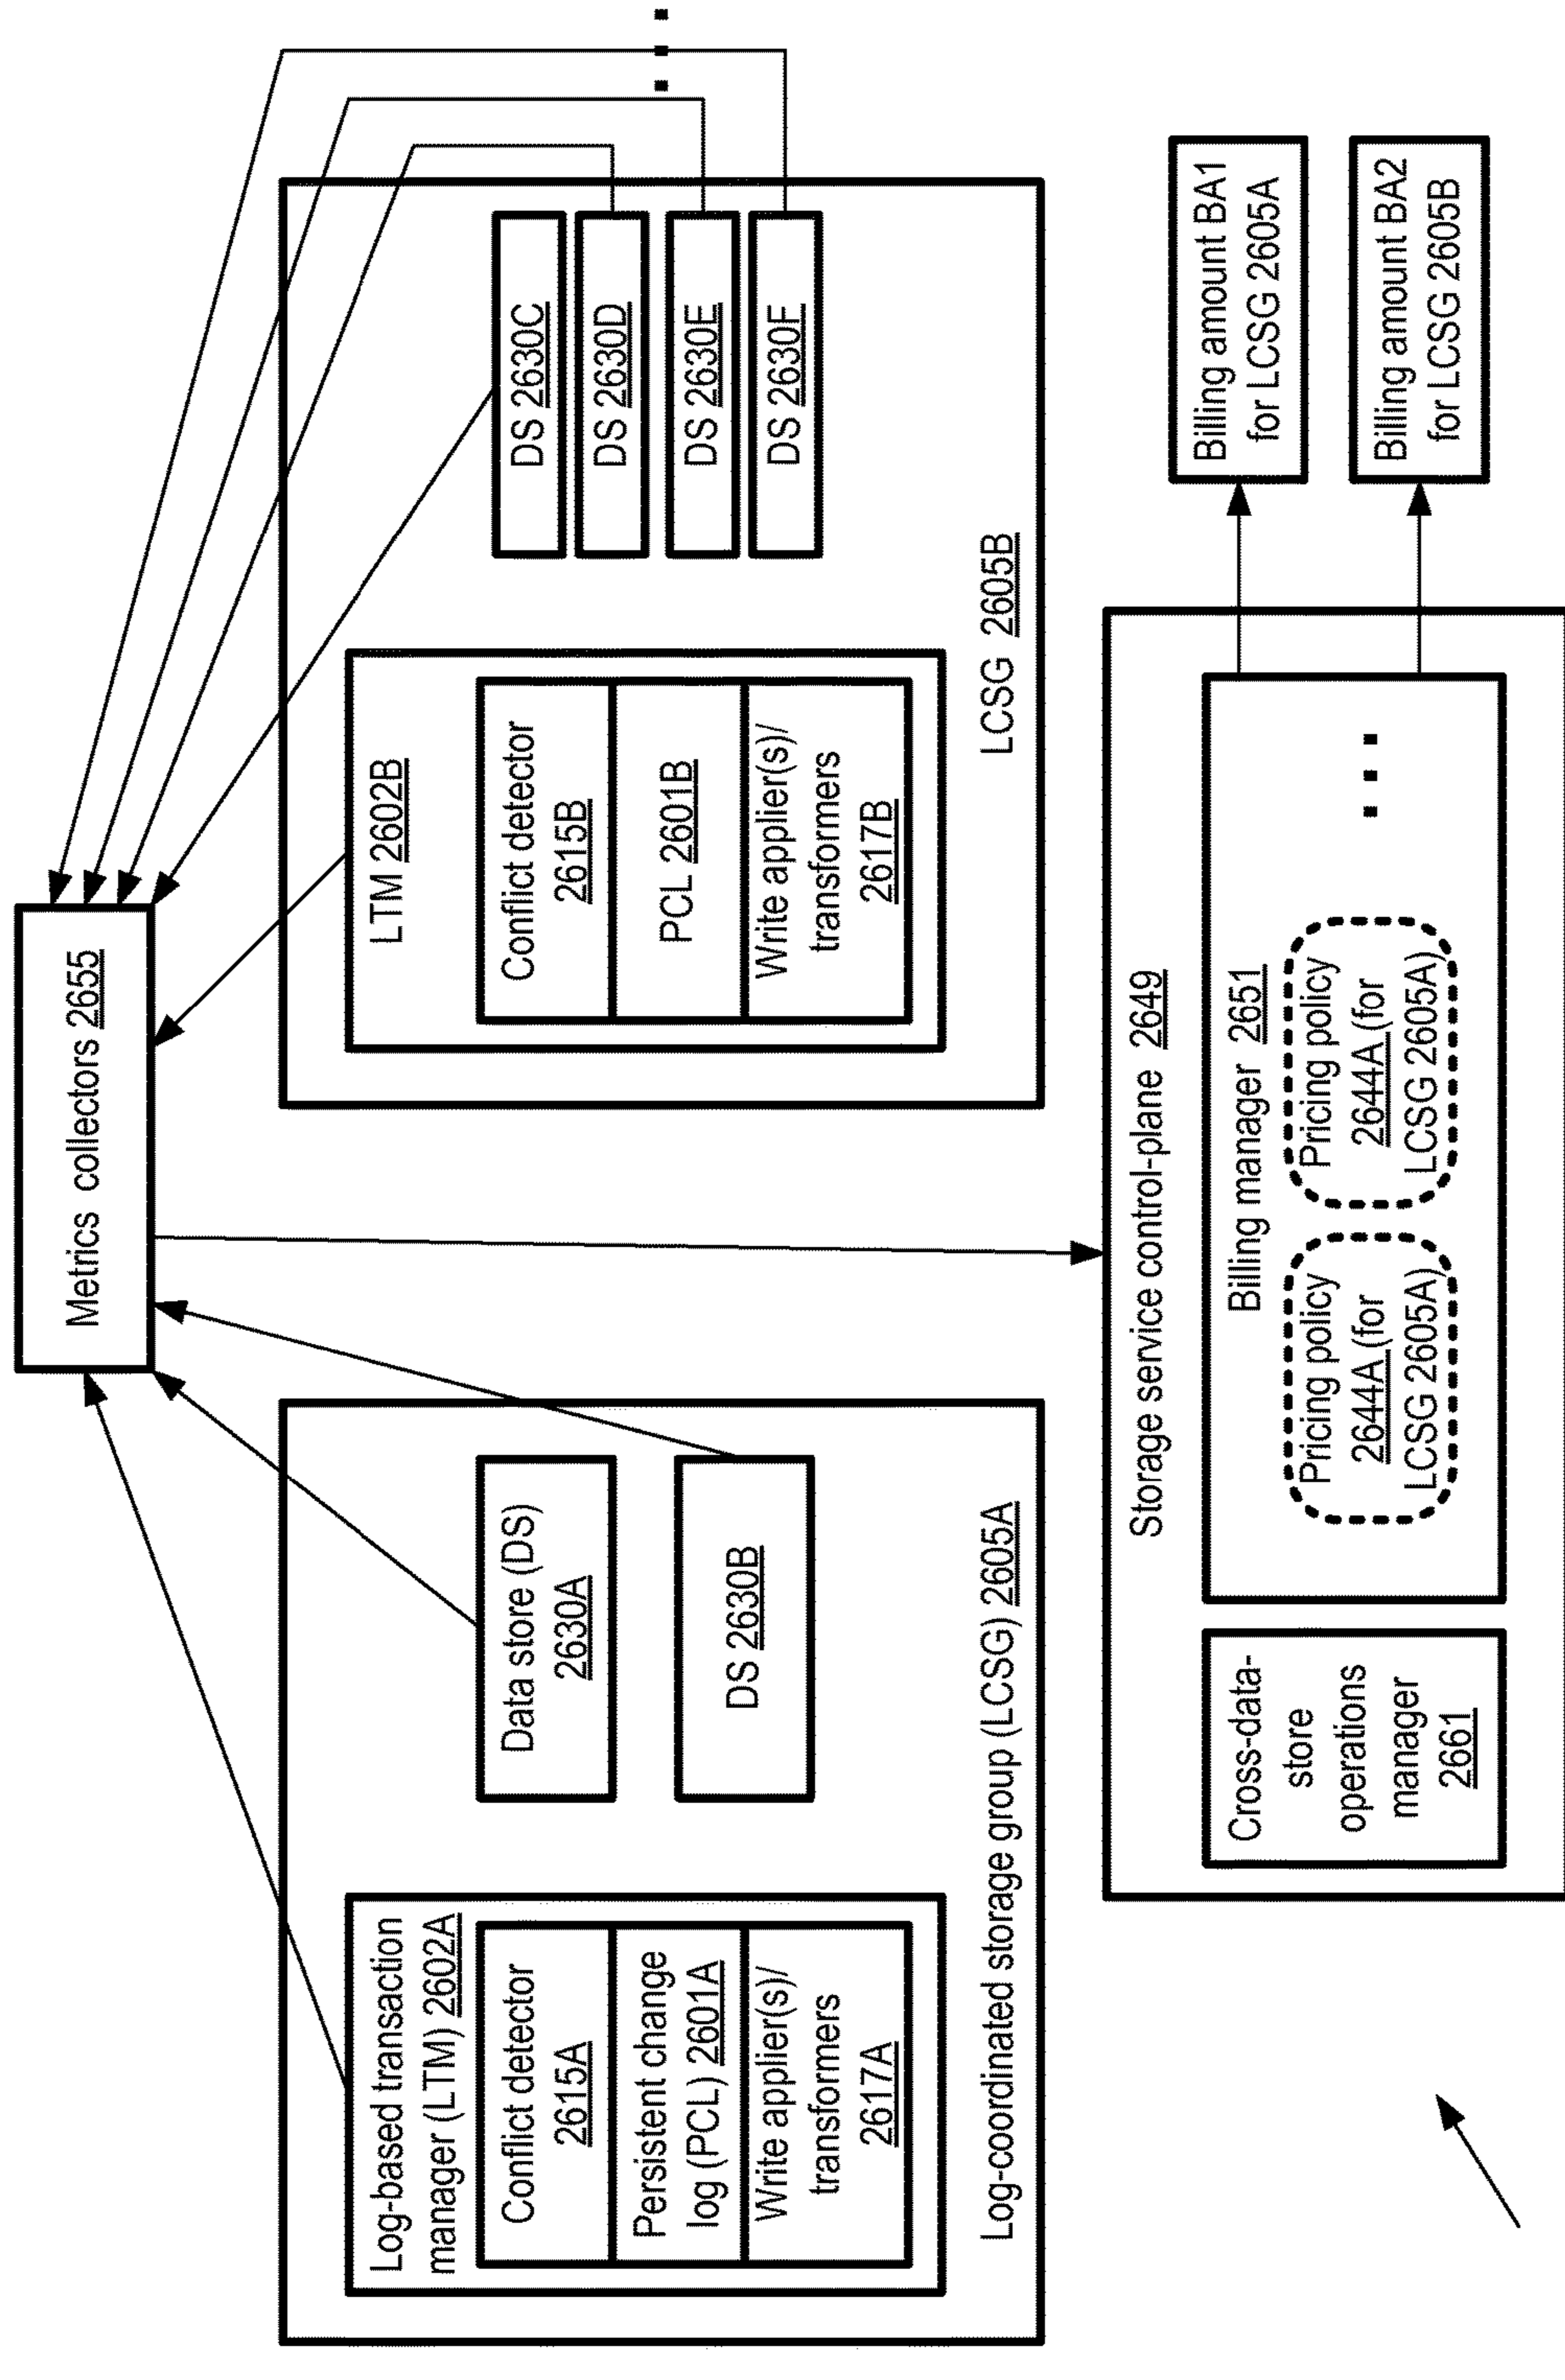 Metrics collectors 2655
Log-based transaction
manager (LTM) 2602A
Conflict detector
2615A
Persistent change
log (PCL) 2601A
Write applier(s)/
transformers
2617A
Data store (DS)
2630A
DS 2630B
Log-coordinated storage group (LCSG) 2605A
LTM 2602B
Conflict detector
2615B
PCL 2601B
Write applier(s)/
transformers
2617B
DS 2630C
DS 2630D
DS 2630E
DS 2630F
LCSG 2605B
Storage service control-plane 2649
Cross-data-
store
operations
manager
2661
Billing manager 2651
Pricing policy
2644A (for
LCSG 2605A)
Pricing policy
2644A (for
LCSG 2605A)
Billing amount BA1
for LCSG 2605A
Billing amount BA2
for LCSG 2605B